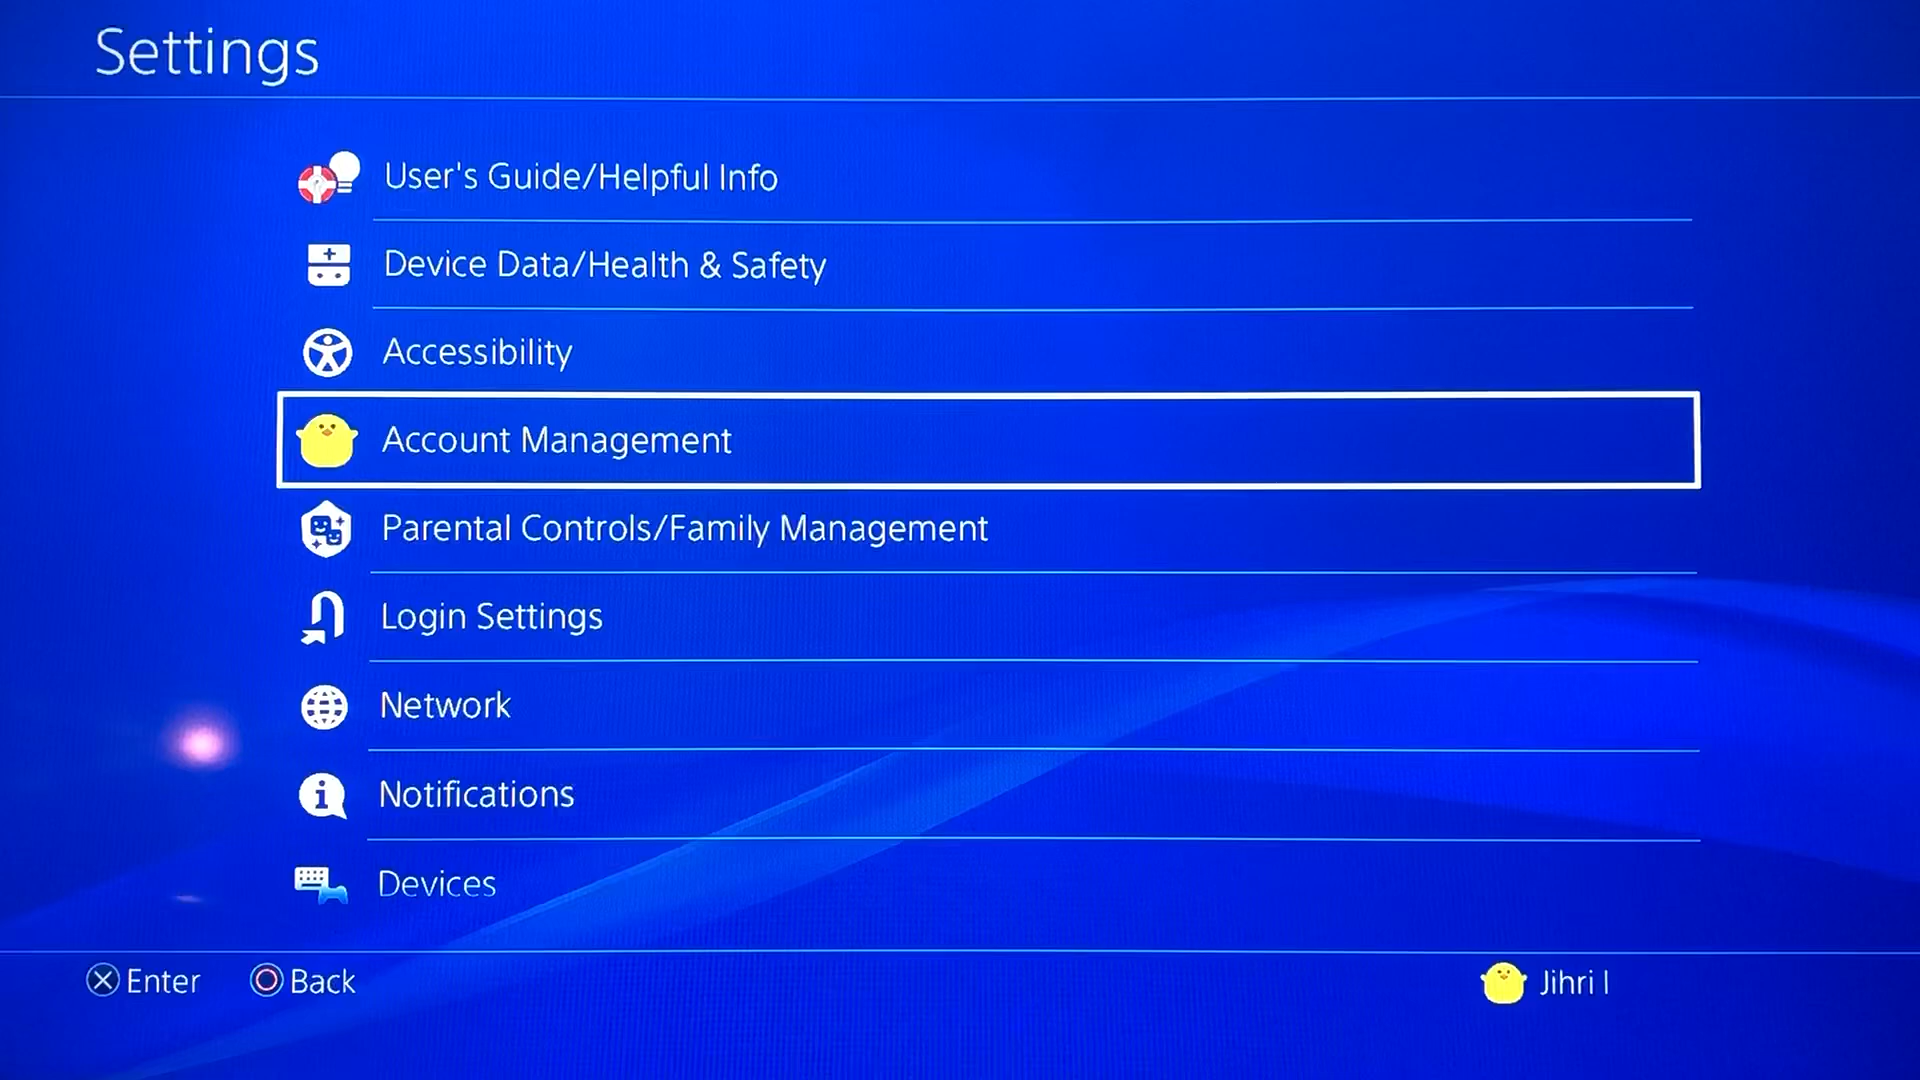 Settings
User's Guide/Helpful Info
Device Data/Health & Safety
Accessibility
Account Management
Parental Controls/Family Management
Login Settings
Network
Notifications
Devices
Enter Back Jihri I